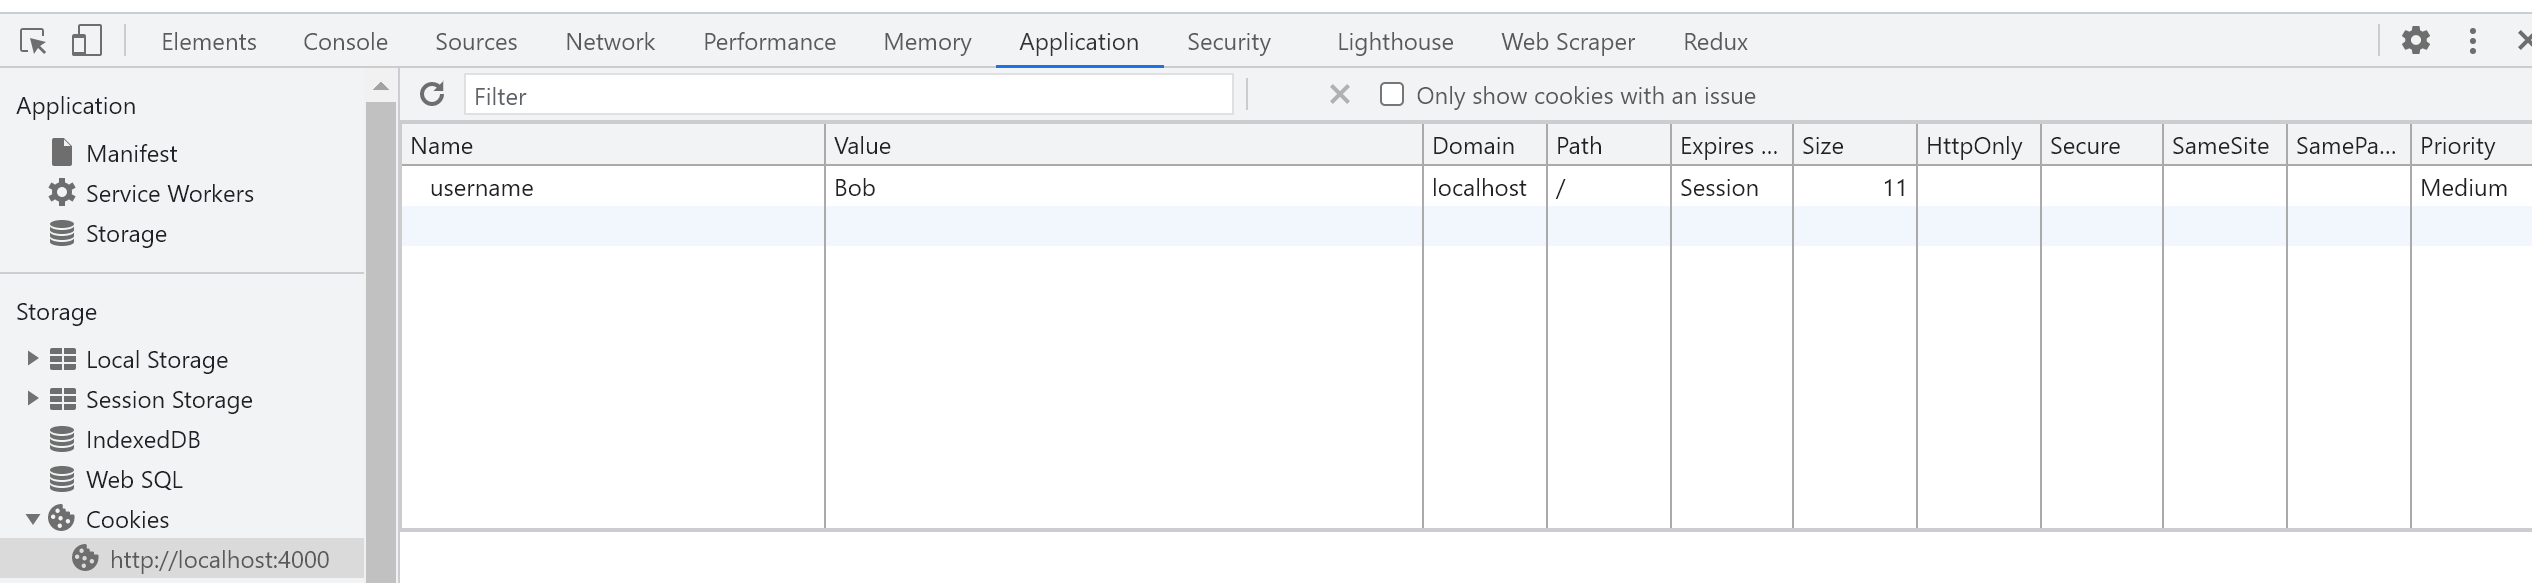 Elements Console Sources Network Performance Memory Application Security Lighthouse Web Scraper Redux
Application
Manifest
Service Workers
Storage
Storage
Local Storage
Session Storage
IndexedDB
Web SQL
Cookies
http://localhost:4000
Filter Only show cookies with an issue
Name Value Domain Path Expires ... Size HttpOnly Secure SameSite SamePa... Priority
username Bob localhost / Session 11 Medium